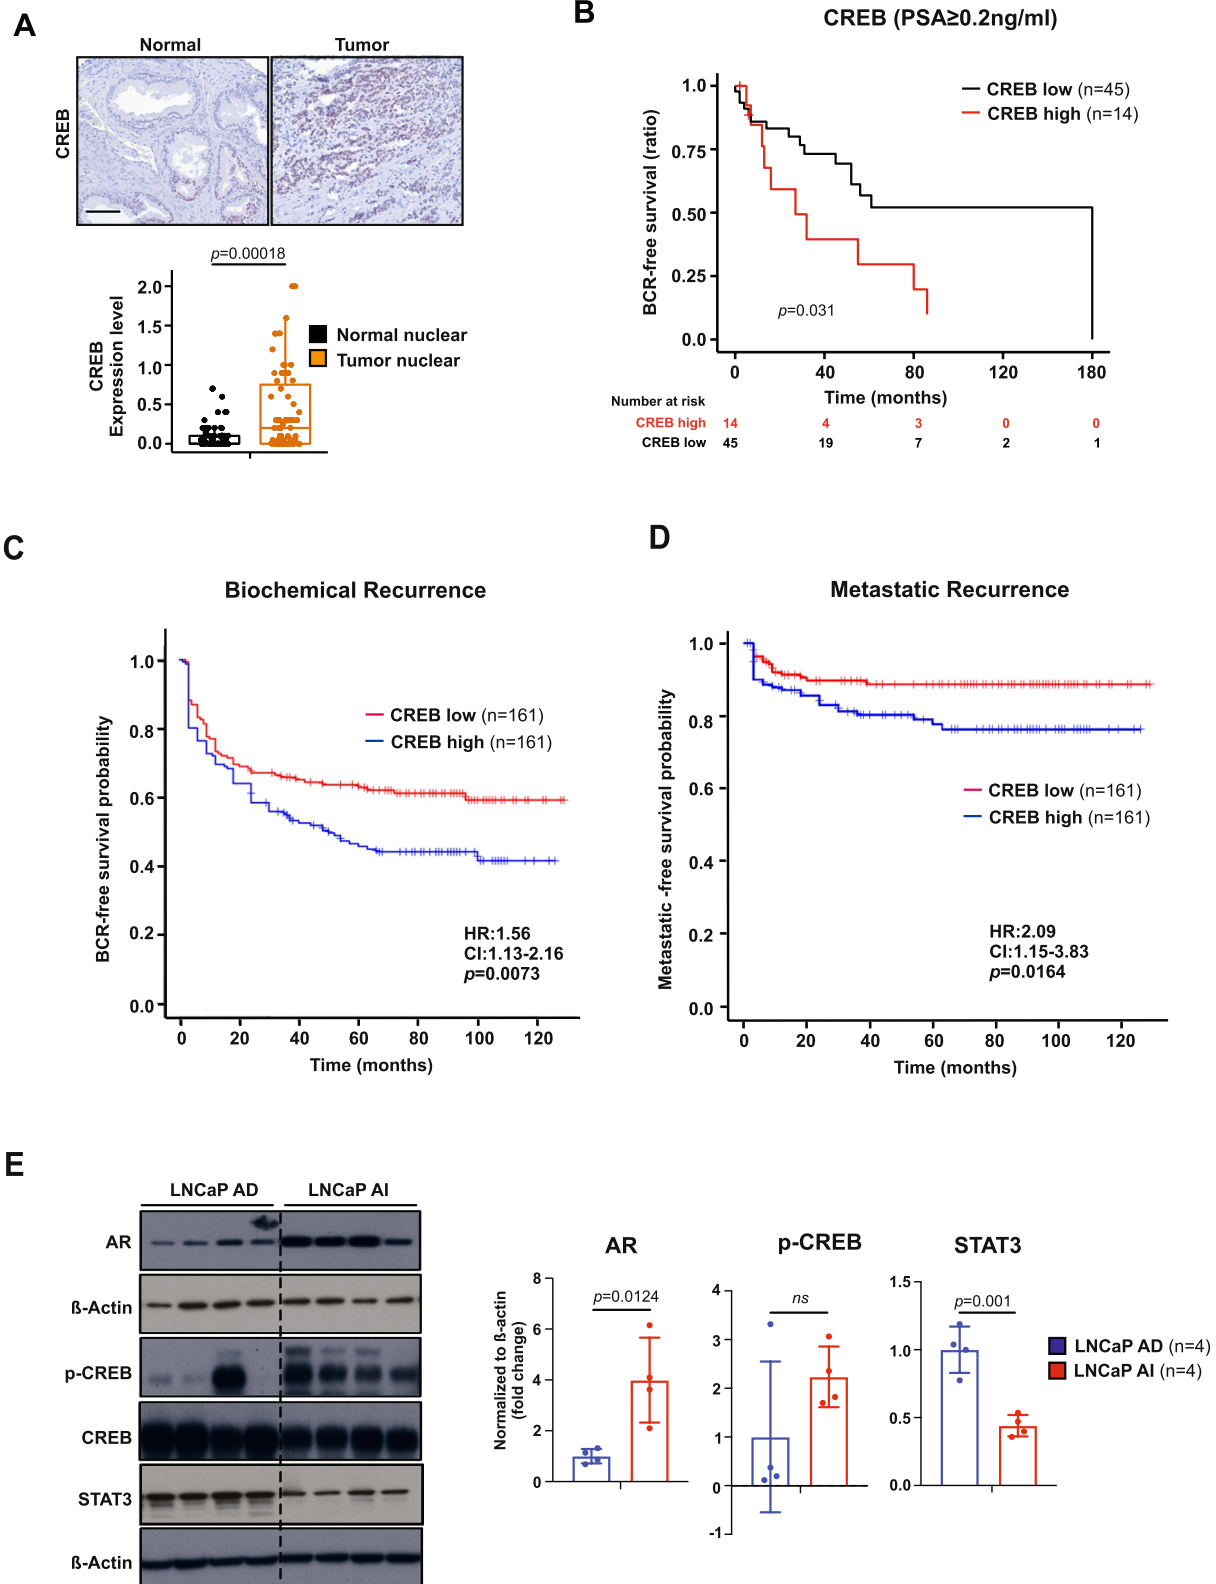 A
Normal
Tumor
CREB
p=0.00018
CREB
Expression level
2.0
1.5
1.0
0.5
0.0
Normal nuclear
Tumor nuclear
B
CREB (PSA≥0.2ng/ml)
BCR-free survival (ratio)
1.0
0.75
0.50
0.25
0.0
CREB low (n=45)
CREB high (n=14)
p=0.031
0 40 80 120 180
Time (months)
Number at risk
CREB high 14 4 3 0 0
CREB low 45 19 7 2 1
C
Biochemical Recurrence
BCR-free survival probability
1.0
0.8
0.6
0.4
0.2
0.0
CREB low (n=161)
CREB high (n=161)
HR:1.56
CI:1.13-2.16
p=0.0073
0 20 40 60 80 100 120
Time (months)
D
Metastatic Recurrence
Metastatic -free survival probability
1.0
0.8
0.6
0.4
0.2
0.0
CREB low (n=161)
CREB high (n=161)
HR:2.09
CI:1.15-3.83
p=0.0164
0 20 40 60 80 100 120
Time (months)
E
LNCaP AD LNCaP AI
AR
ß-Actin
p-CREB
CREB
STAT3
ß-Actin
AR
Normalized to ß-actin
(fold change)
8
6
4
2
0
p=0.0124
p-CREB
4
3
2
1
0
-1
ns
STAT3
1.5
1.0
0.5
0.0
p=0.001
LNCaP AD (n=4)
LNCaP AI (n=4)